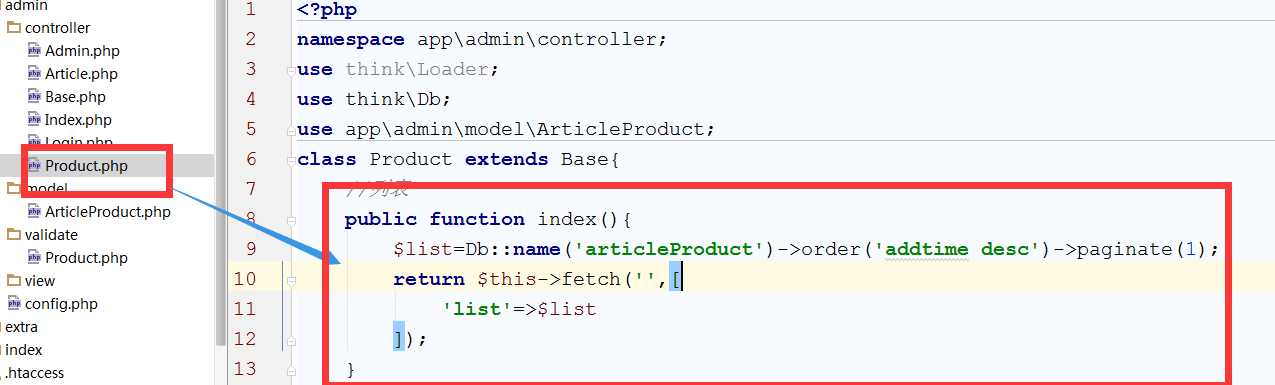 admin
controller
Admin.php
Article.php
Base.php
Index.php
Login.php
Product.php
model
ArticleProduct.php
validate
Product.php
view
config.php
extra
index
.htaccess
1 <?php
2 namespace app\admin\controller;
3 use think\Loader;
4 use think\Db;
5 use app\admin\model\ArticleProduct;
6 class Product extends Base{
7 //列表
8 public function index(){
9 $list=Db::name('articleProduct')->order('addtime desc')->paginate(1);
10 return $this->fetch('',[
11 'list'=>$list
12 ]);
13 }